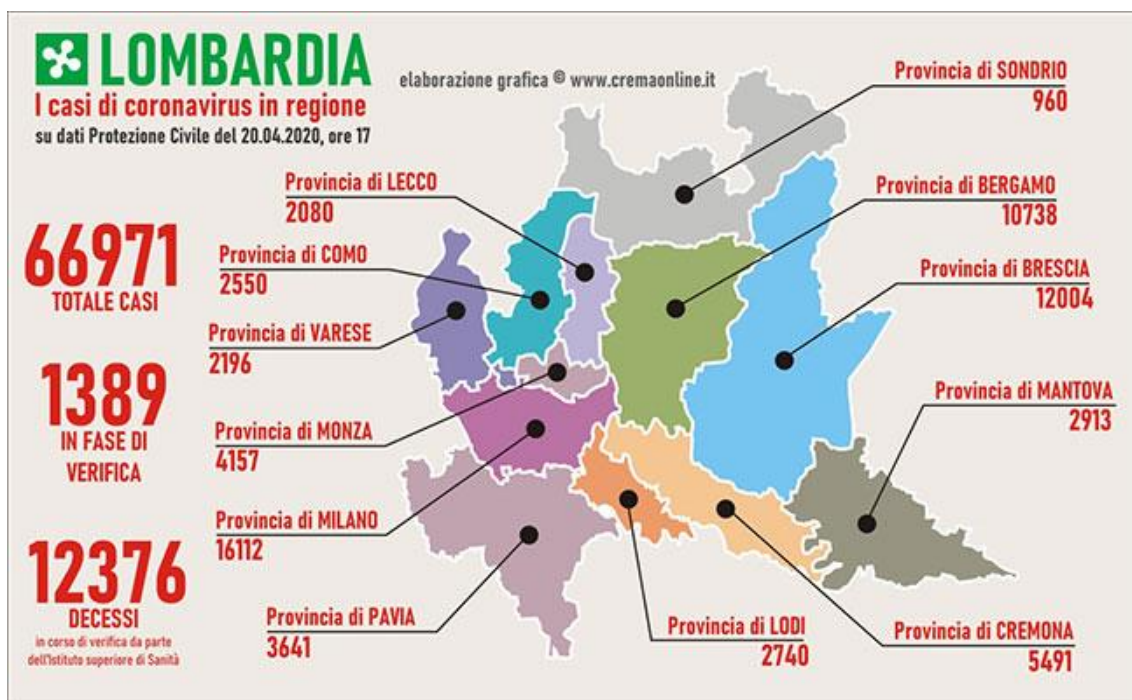 LOMBARDIA
I casi di coronavirus in regione
su dati Protezione Civile del 20.04.2020, ore 17
elaborazione grafica © www.cremaonline.it
66971
TOTALE CASI
1389
IN FASE DI
VERIFICA
12376
DECESSI
in corso di verifica da parte
dell'Istituto superiore di Sanità
Provincia di LECCO
2080
Provincia di COMO
2550
Provincia di VARESE
2196
Provincia di MONZA
4157
Provincia di MILANO
16112
Provincia di PAVIA
3641
Provincia di SONDRIO
960
Provincia di BERGAMO
10738
Provincia di BRESCIA
12004
Provincia di MANTOVA
2913
Provincia di LODI
2740
Provincia di CREMONA
5491